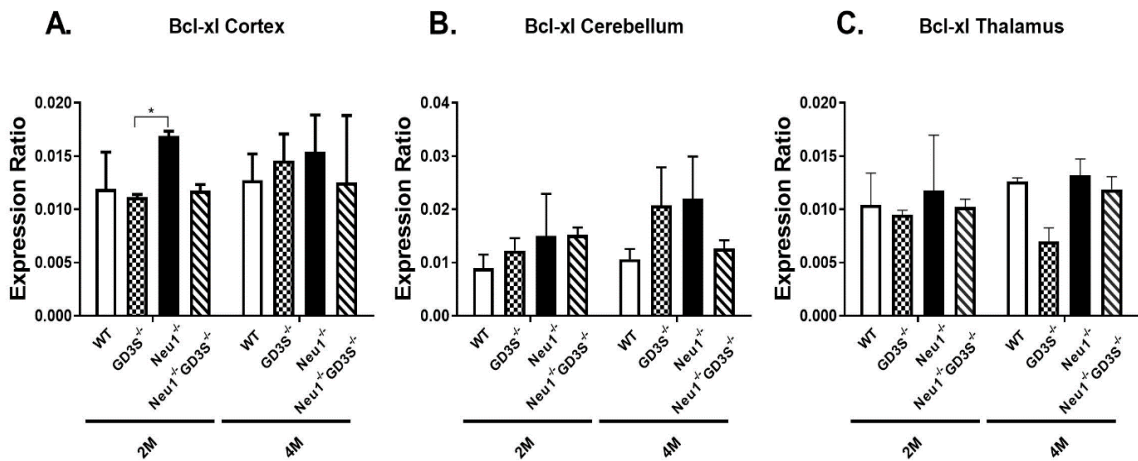 A. Bcl-xl Cortex
Expression Ratio
0.020
0.015
0.010
0.005
0.000
*
WT
GD3S-/-
Neu1-/-
Neu1-/-GD3S-/-
WT
GD3S-/-
Neu1-/-
Neu1-/-GD3S-/-
2M
4M
B. Bcl-xl Cerebellum
Expression Ratio
0.04
0.03
0.02
0.01
0.00
WT
GD3S-/-
Neu1-/-
Neu1-/-GD3S-/-
WT
GD3S-/-
Neu1-/-
Neu1-/-GD3S-/-
2M
4M
C. Bcl-xl Thalamus
Expression Ratio
0.020
0.015
0.010
0.005
0.000
WT
GD3S-/-
Neu1-/-
Neu1-/-GD3S-/-
WT
GD3S-/-
Neu1-/-
Neu1-/-GD3S-/-
2M
4M